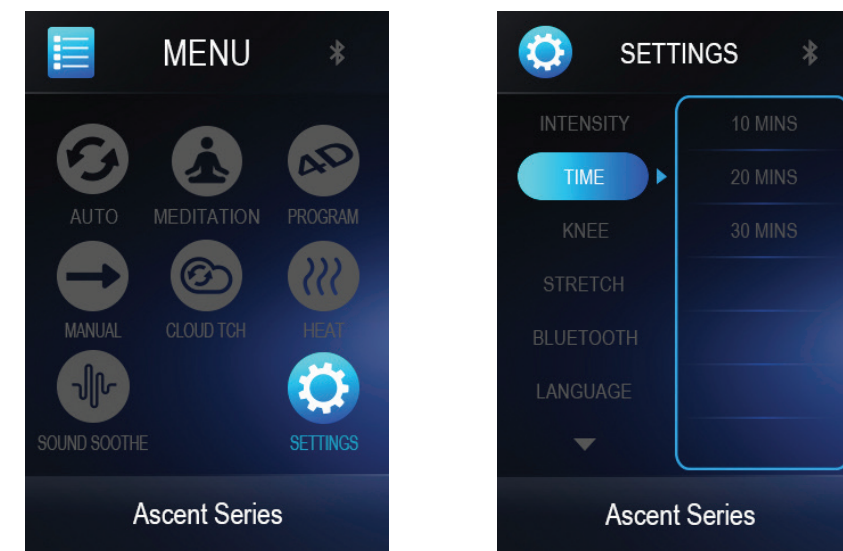 MENU
AUTO MEDITATION PROGRAM
4D
MANUAL CLOUD TCH HEAT
SOUND SOOTHE SETTINGS
Ascent Series
SETTINGS
INTENSITY 10 MINS
TIME 20 MINS
KNEE 30 MINS
STRETCH
BLUETOOTH
LANGUAGE
Ascent Series